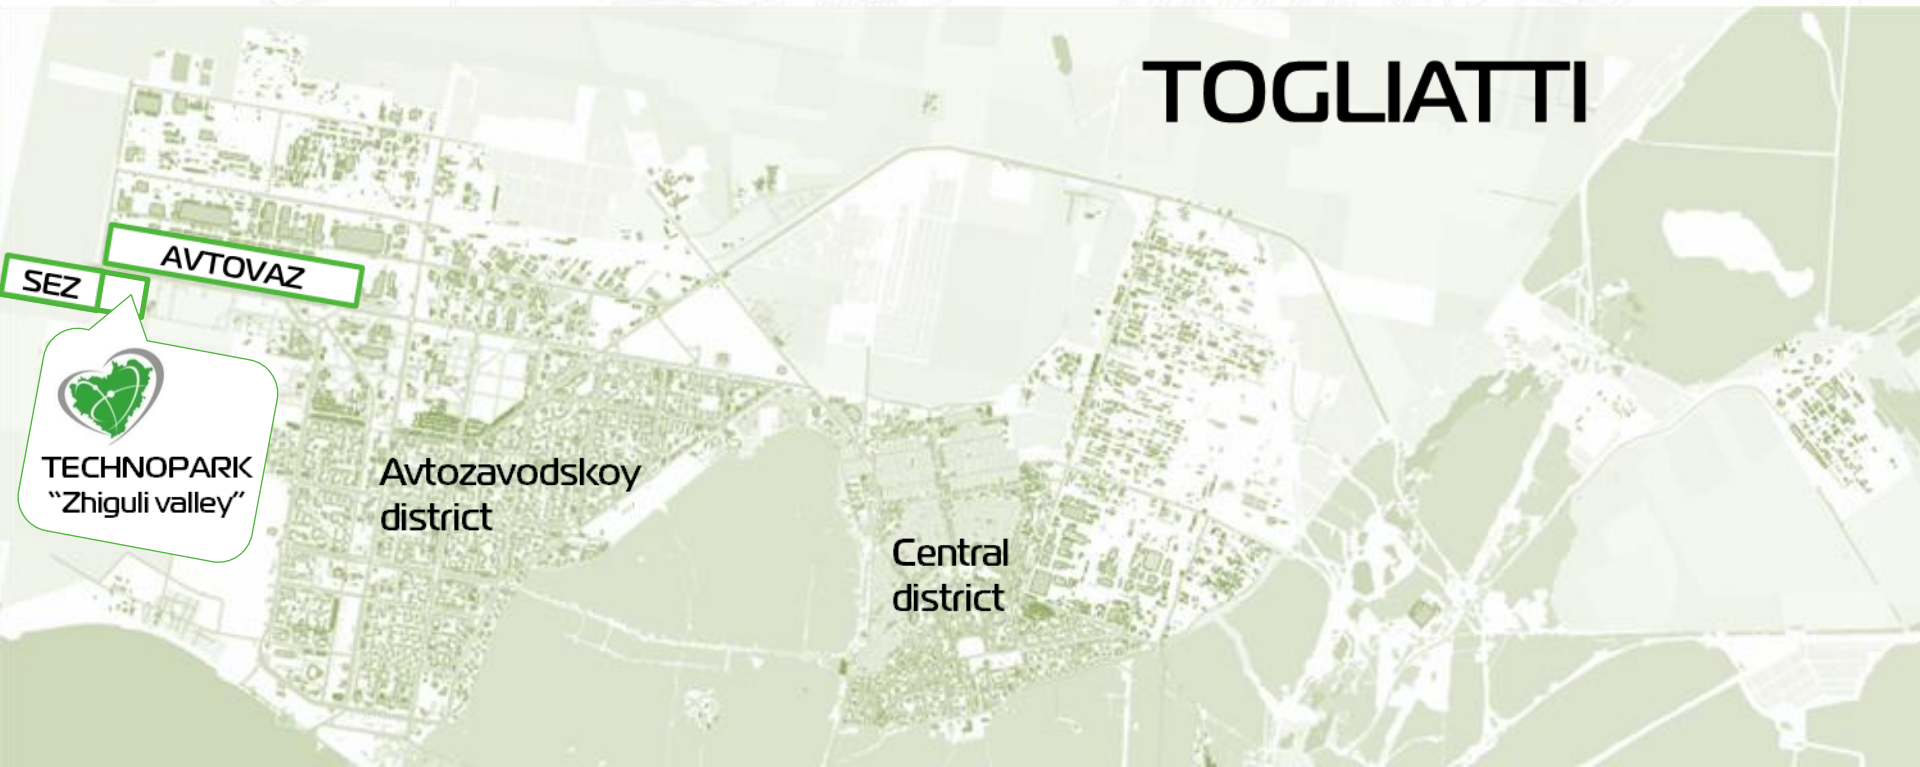 TOGLIATTI
AVTOVAZ
SEZ
TECHNOPARK
“Zhiguli valley”
Avtozavodskoy
district
Central
district